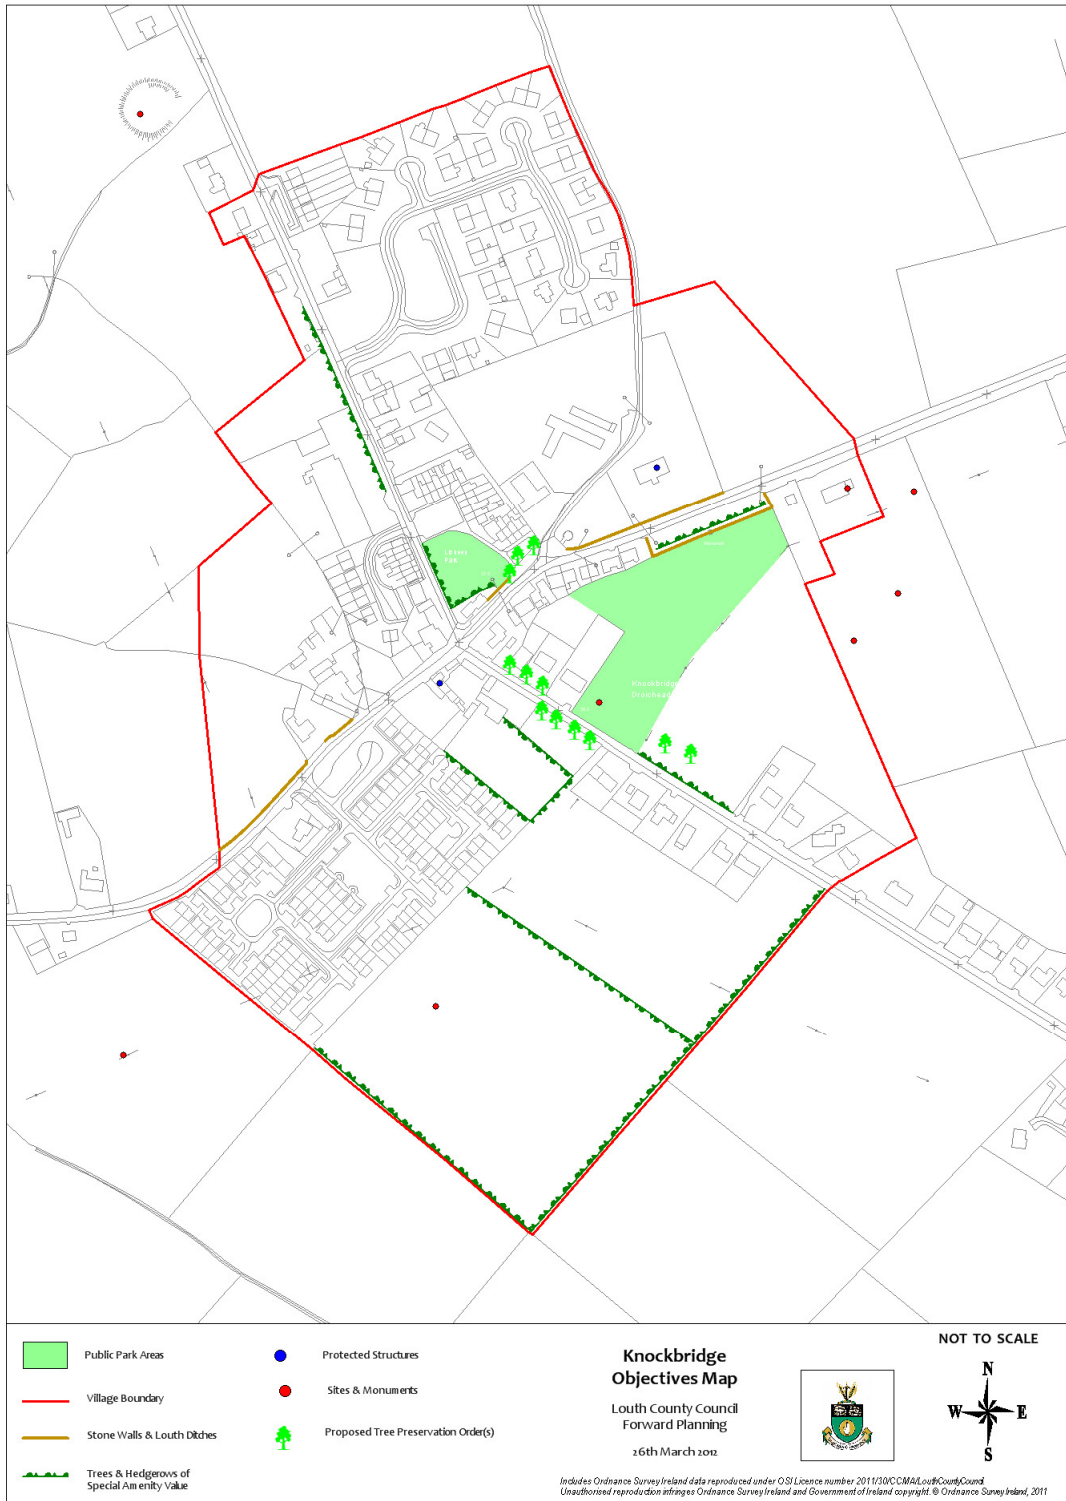 Knockbridge
Public Park Areas
Village Boundary
Stone Walls & Louth Ditches
Trees & Hedgerows of
Special Amenity Value
Protected Structures
Sites & Monuments
Proposed Tree Preservation Order(s)
Knockbridge
Objectives Map
Louth County Council
Forward Planning
26th March 2012
NOT TO SCALE
N
W
E
S
Includes Ordnance Survey Ireland data reproduced under OSI Licence number 2011/30/CCMA/LouthCountyCouncil
Unauthorised reproduction infringes Ordnance Survey Ireland and Government of Ireland copyright. © Ordnance Survey Ireland, 2011